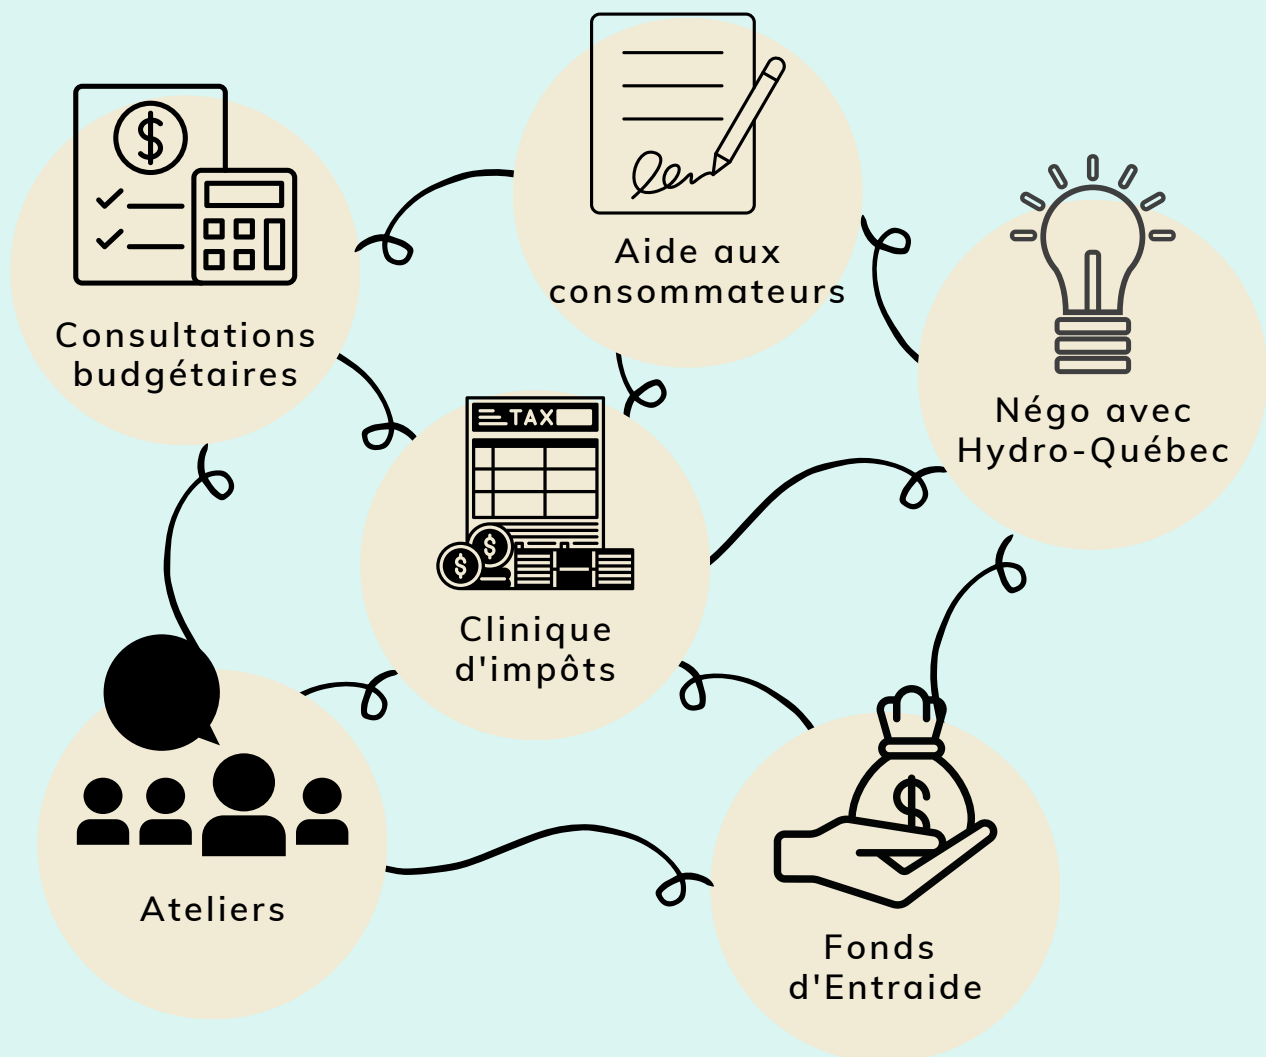 Aide aux
consommateurs
Consultations
budgétaires
Négo avec
Hydro-Québec
TAX
Clinique
d'impôts
Ateliers
Fonds
d'Entraide